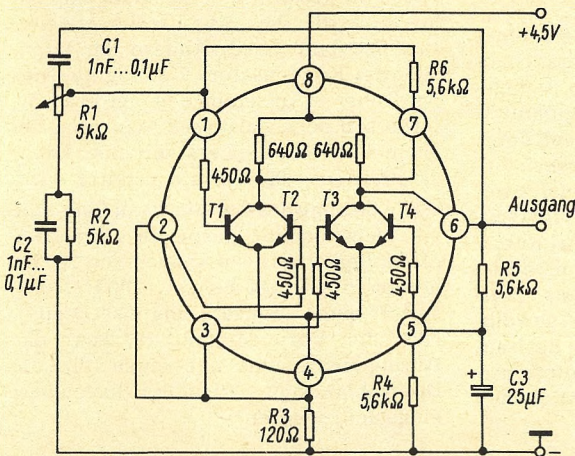 C1
1nF...0,1µF
R1
5kΩ
C2
1nF...
0,1µF
R2
5kΩ
+4,5V
R6
5,6kΩ
8
1
7
640Ω 640Ω
450Ω
T1 T2 T3 T4
2
6
Ausgang
450Ω
450Ω
450Ω
R5
5,6kΩ
3
5
4
R3
120Ω
R4
5,6kΩ
+
C3
25µF
−